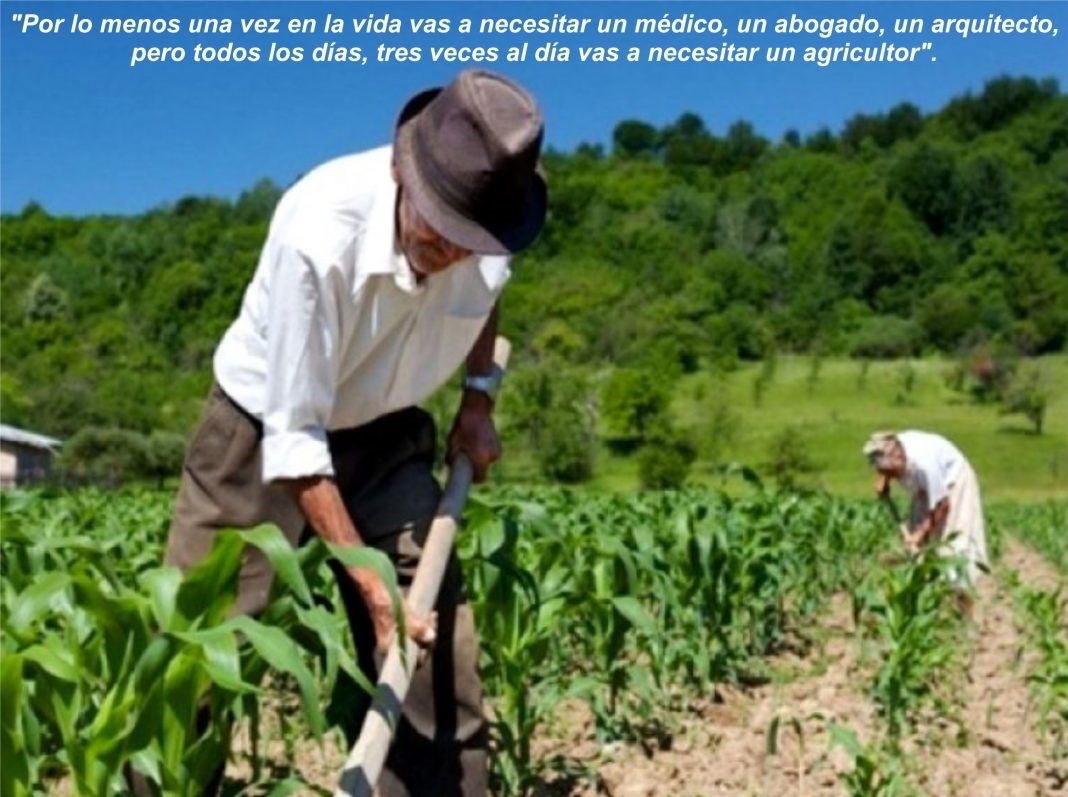 "Por lo menos una vez en la vida vas a necesitar un médico, un abogado, un arquitecto,
pero todos los días, tres veces al día vas a necesitar un agricultor".